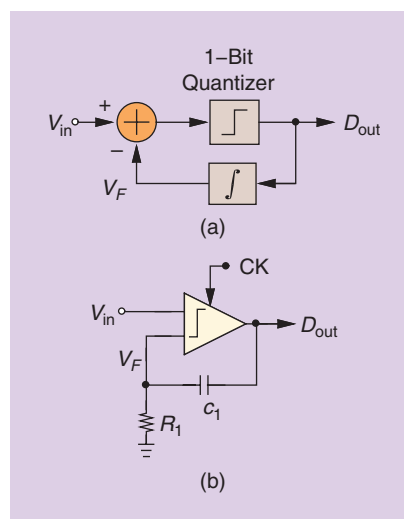 1–Bit
Quantizer
+
V_in
D_out
−
V_F
∫
(a)
CK
V_in
D_out
V_F
c_1
R_1
(b)